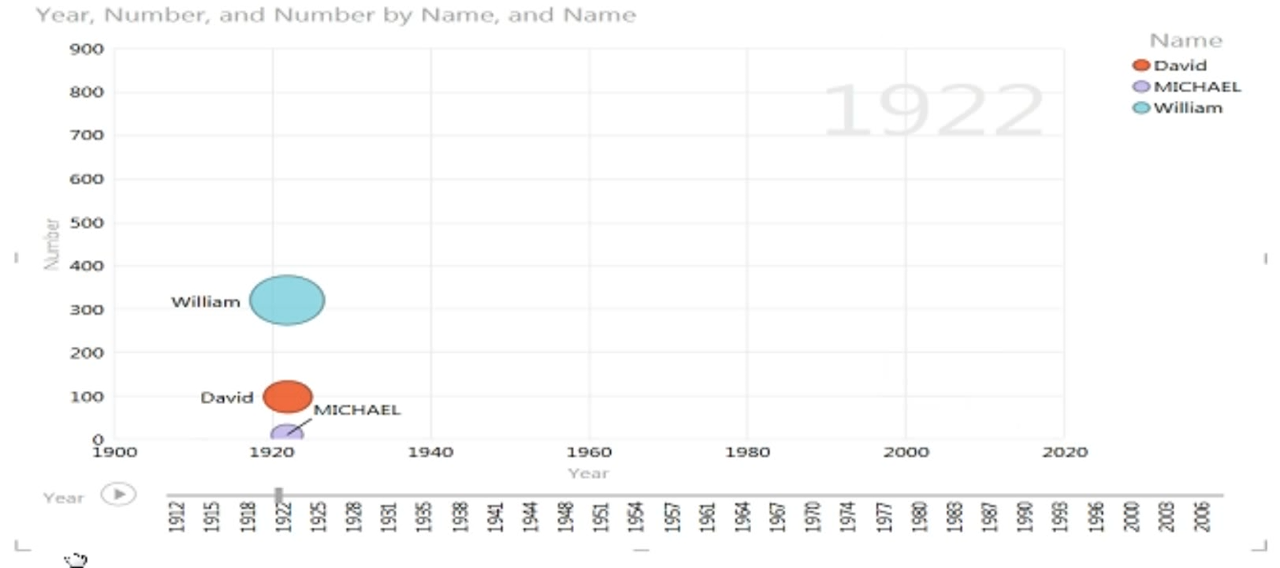 Year, Number, and Number by Name, and Name
Name
David
MICHAEL
William
1922
900
800
700
600
500
400
300
200
100
0
Number
William
David
MICHAEL
1900 1920 1940 1960 1980 2000 2020
Year
Year
1912 1915 1918 1922 1925 1928 1931 1935 1938 1941 1944 1948 1951 1954 1957 1961 1964 1967 1970 1974 1977 1980 1983 1987 1990 1993 1996 2000 2003 2006